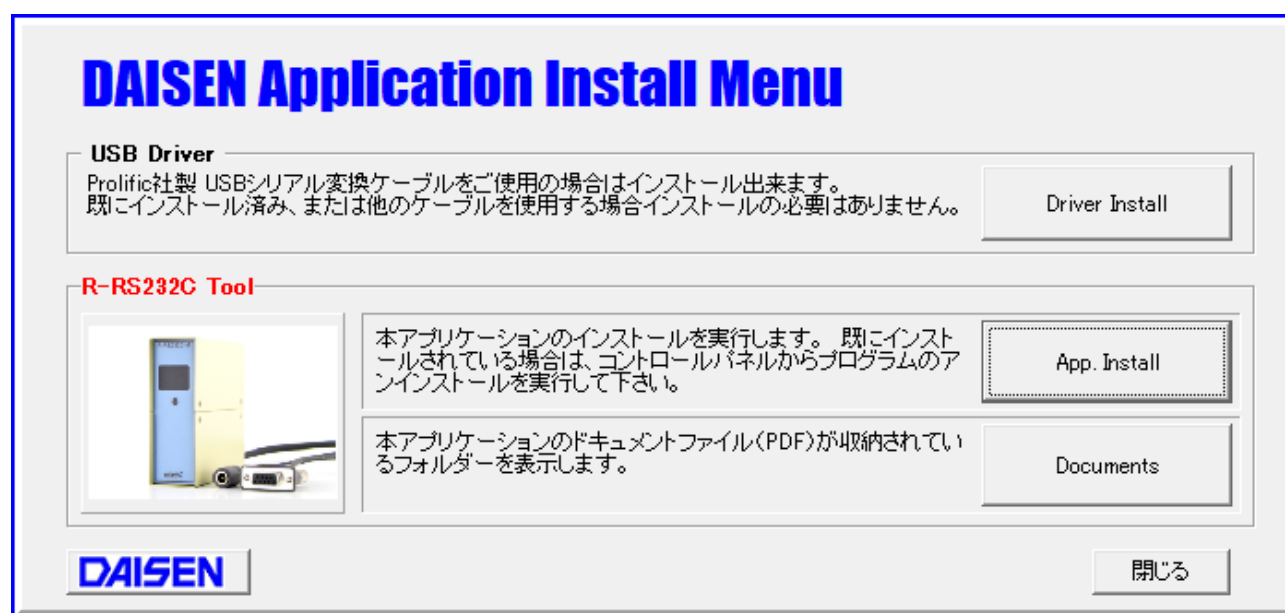 DAISEN Application Install Menu
USB Driver
Prolific社製 USBシリアル変換ケーブルをご使用の場合はインストール出来ます。
既にインストール済み、または他のケーブルを使用する場合インストールの必要はありません。
Driver Install
R-RS232C Tool
本アプリケーションのインストールを実行します。 既にインスト
ールされている場合は、コントロールパネルからプログラムのア
ンインストールを実行して下さい。
App. Install
本アプリケーションのドキュメントファイル(PDF)が収納されてい
るフォルダーを表示します。
Documents
DAISEN
閉じる